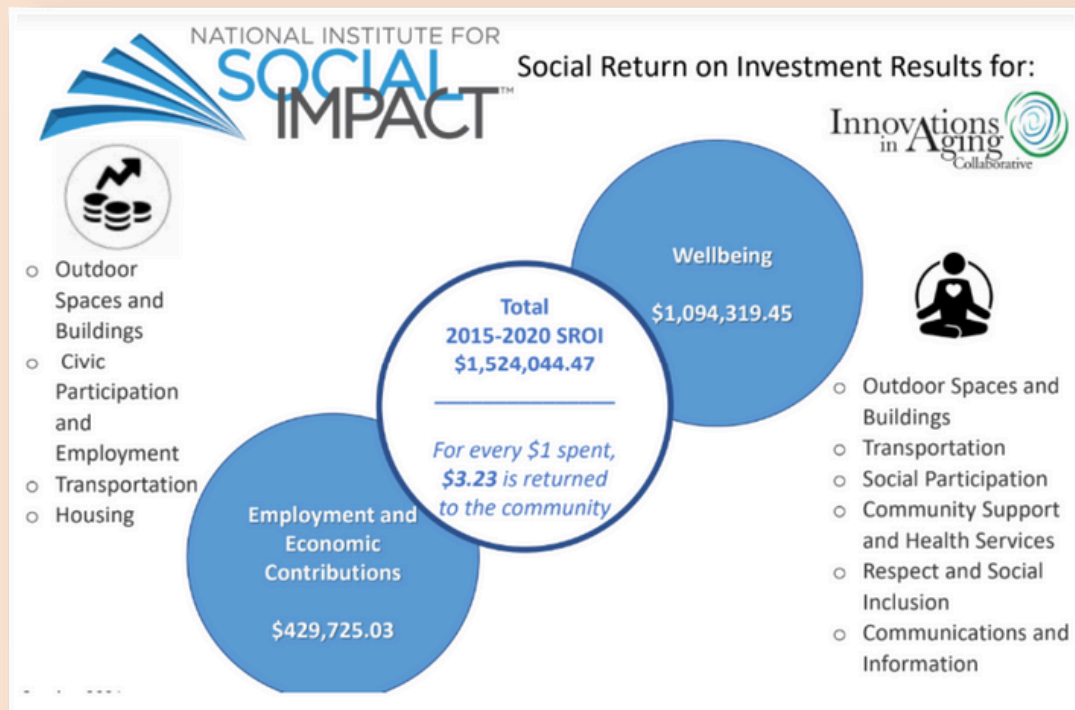 NATIONAL INSTITUTE FOR
SOCIAL
IMPACT™
Social Return on Investment Results for:
InnovAtions
in Aging
Collaborative
○ Outdoor
Spaces and
Buildings
○ Civic
Participation
and
Employment
○ Transportation
○ Housing
Wellbeing
$1,094,319.45
Total
2015-2020 SROI
$1,524,044.47
For every $1 spent,
$3.23 is returned
to the community
Employment and
Economic
Contributions
$429,725.03
○ Outdoor Spaces and
Buildings
○ Transportation
○ Social Participation
○ Community Support
and Health Services
○ Respect and Social
Inclusion
○ Communications and
Information